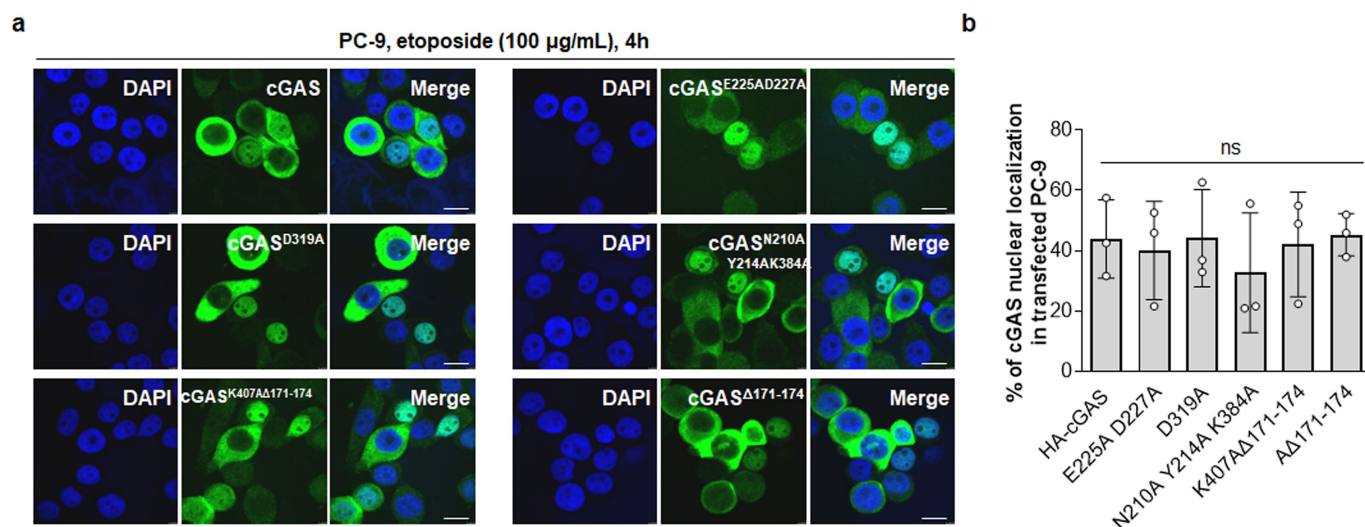 a
PC-9, etoposide (100 µg/mL), 4h
DAPI cGAS Merge
DAPI cGASE225AD227A Merge
DAPI cGASD319A Merge
DAPI cGASN210A Merge
Y214AK384A
DAPI cGASK407AΔ171-174 Merge
DAPI cGASΔ171-174 Merge
b
% of cGAS nuclear localization
in transfected PC-9
80
60
40
20
0
ns
HA-cGAS
E225A D227A
D319A
N210A Y214A K384A
K407AΔ171-174
AΔ171-174